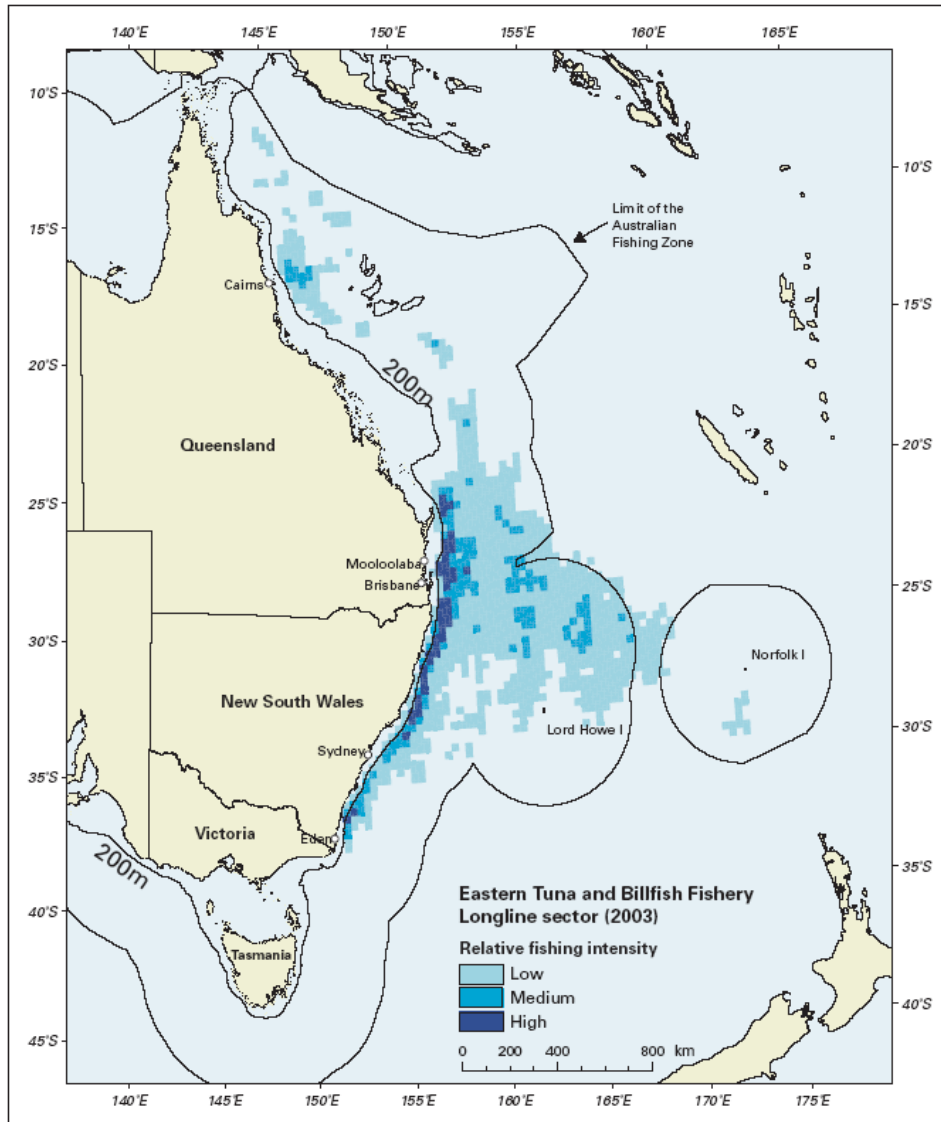 140°E 145°E 150°E 155°E 160°E 165°E
10°S
10°S
Limit of the
Australian
Fishing Zone
15°S
Cairns
15°S
20°S
200m
Queensland
20°S
25°S
Mooloolaba
Brisbane
25°S
30°S
Norfolk I
New South Wales
Lord Howe I
30°S
Sydney
35°S
Victoria
Eden
200m
35°S
Eastern Tuna and Billfish Fishery
Longline sector (2003)
40°S
Relative fishing intensity
Tasmania
Low
Medium
40°S
High
45°S
0 200 400 800 km
140°E 145°E 150°E 155°E 160°E 165°E 170°E 175°E